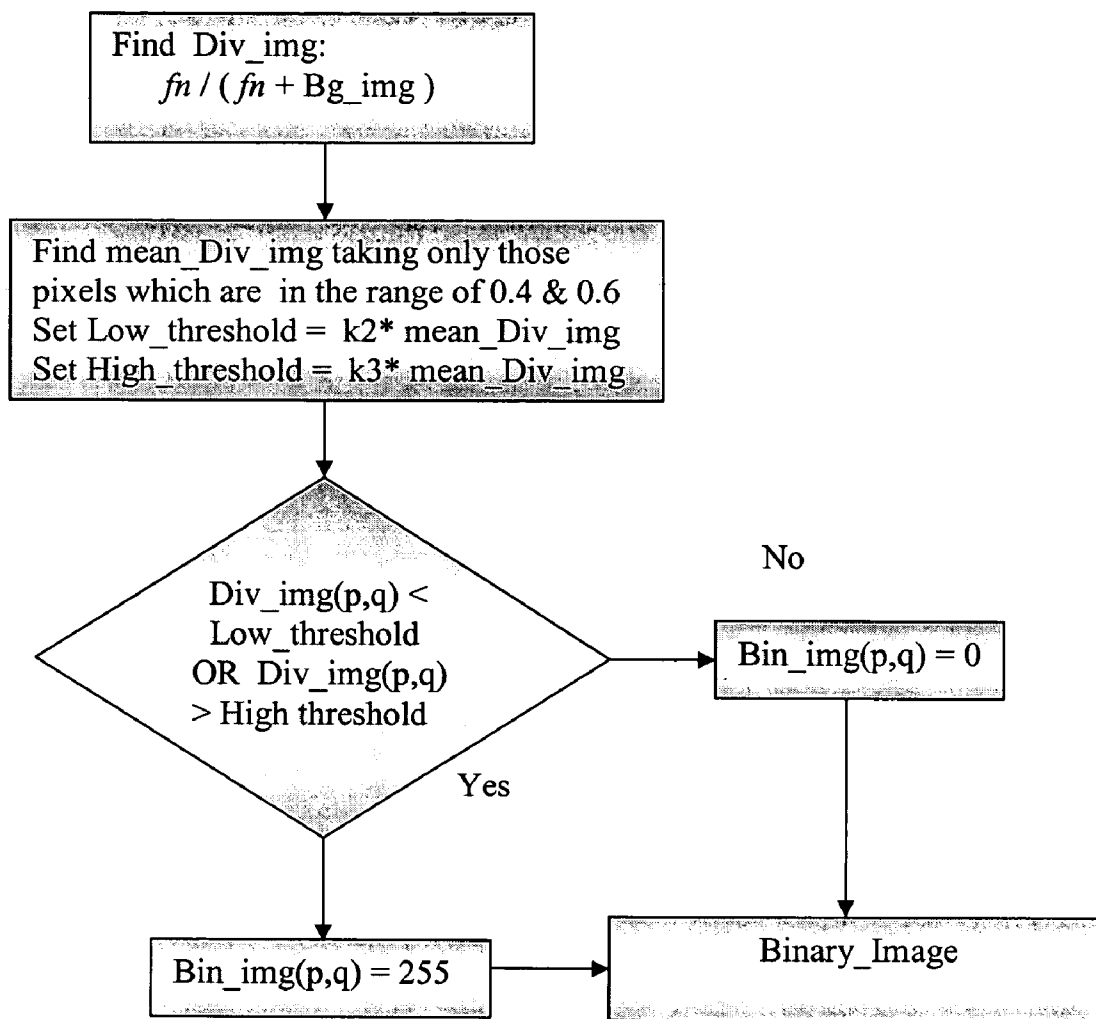 Find Div_img:
fn / ( fn + Bg_img )
Find mean_Div_img taking only those
pixels which are in the range of 0.4 & 0.6
Set Low_threshold = k2* mean_Div_img
Set High_threshold = k3* mean_Div_img
Div_img(p,q) <
Low_threshold
OR Div_img(p,q)
> High threshold
No
Bin_img(p,q) = 0
Yes
Bin_img(p,q) = 255
Binary_Image